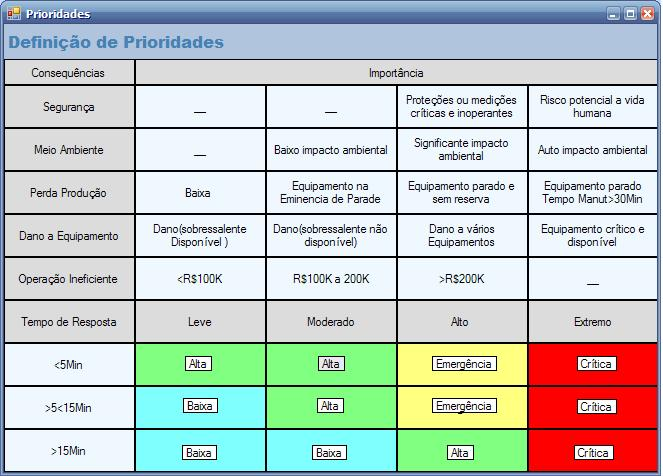 Prioridades
Definição de Prioridades
Consequências
Importância
Segurança
__
__
Proteções ou medições
críticas e inoperantes
Risco potencial a vida
humana
Meio Ambiente
__
Baixo impacto ambiental
Significante impacto
ambiental
Auto impacto ambiental
Perda Produção
Baixa
Equipamento na
Eminencia de Parade
Equipamento parado e
sem reserva
Equipamento parado
Tempo Manut>30Min
Dano a Equipamento
Dano(sobressalente
Disponível )
Dano(sobressalente não
disponível)
Dano a vários
Equipamentos
Equipamento crítico e
disponível
Operação Ineficiente
<R$100K
R$100K a 200K
>R$200K
__
Tempo de Resposta
Leve
Moderado
Alto
Extremo
<5Min
Alta
Alta
Emergência
Crítica
>5<15Min
Baixa
Alta
Emergência
Crítica
>15Min
Baixa
Baixa
Alta
Crítica